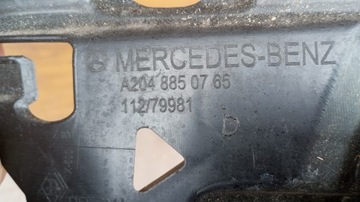 MERCEDES-BENZ
A204 885 07 65
112/79981
D